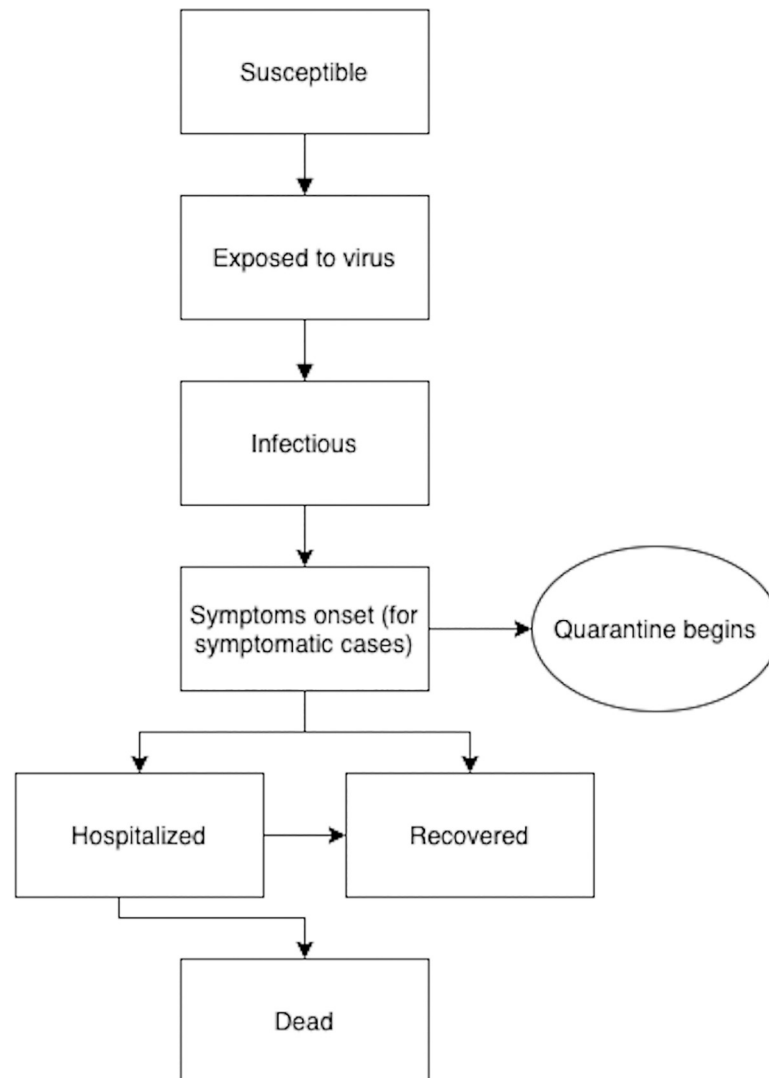 Susceptible
Exposed to virus
Infectious
Symptoms onset (for
symptomatic cases)
Quarantine begins
Hospitalized
Recovered
Dead